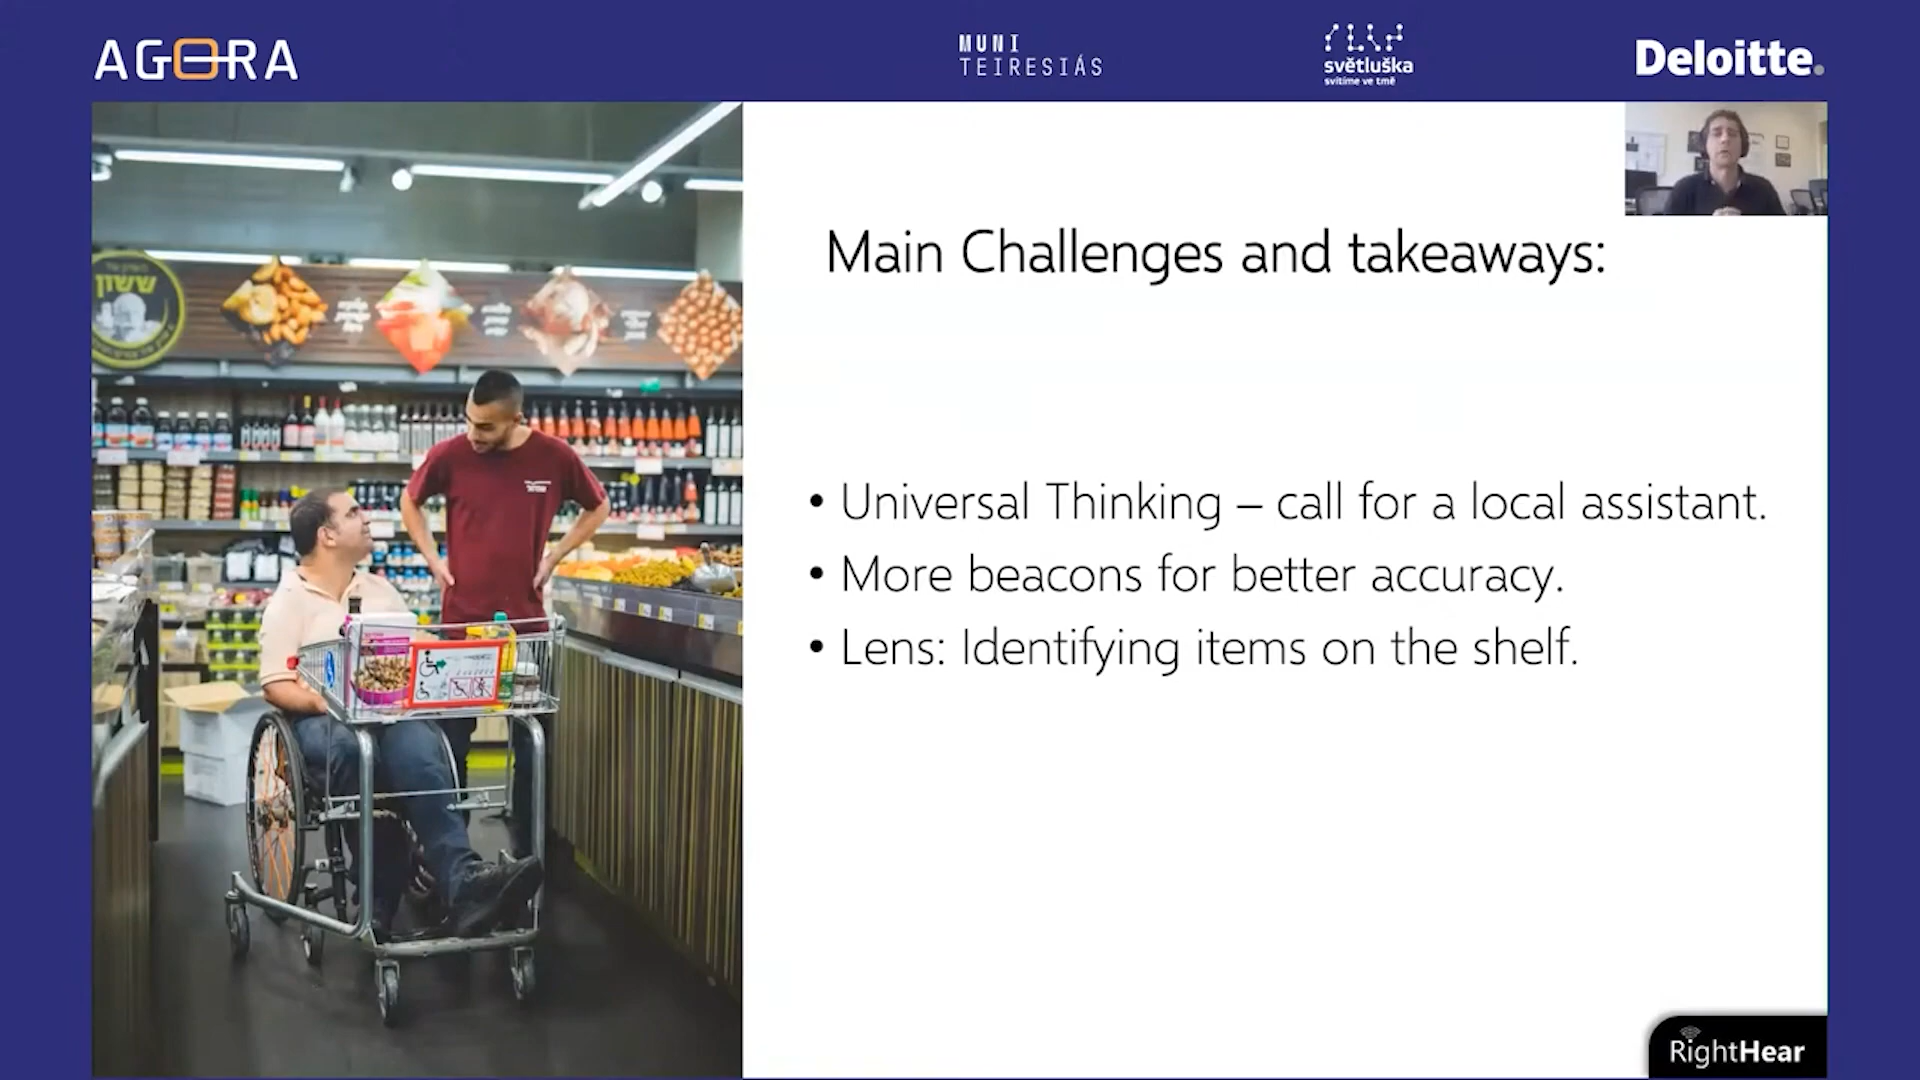 AGORA
MUNI
TEIRESIÁS
světluška
svítíme ve tmě
Deloitte.
ששון
Main Challenges and takeaways:
• Universal Thinking – call for a local assistant.
• More beacons for better accuracy.
• Lens: Identifying items on the shelf.
RightHear